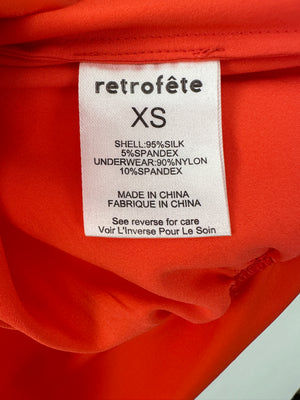 retrofête
XS
SHELL:95%SILK
5%SPANDEX
UNDERWEAR:90%NYLON
10%SPANDEX
MADE IN CHINA
FABRIQUE IN CHINA
See reverse for care
Voir L'Inverse Pour Le Soin